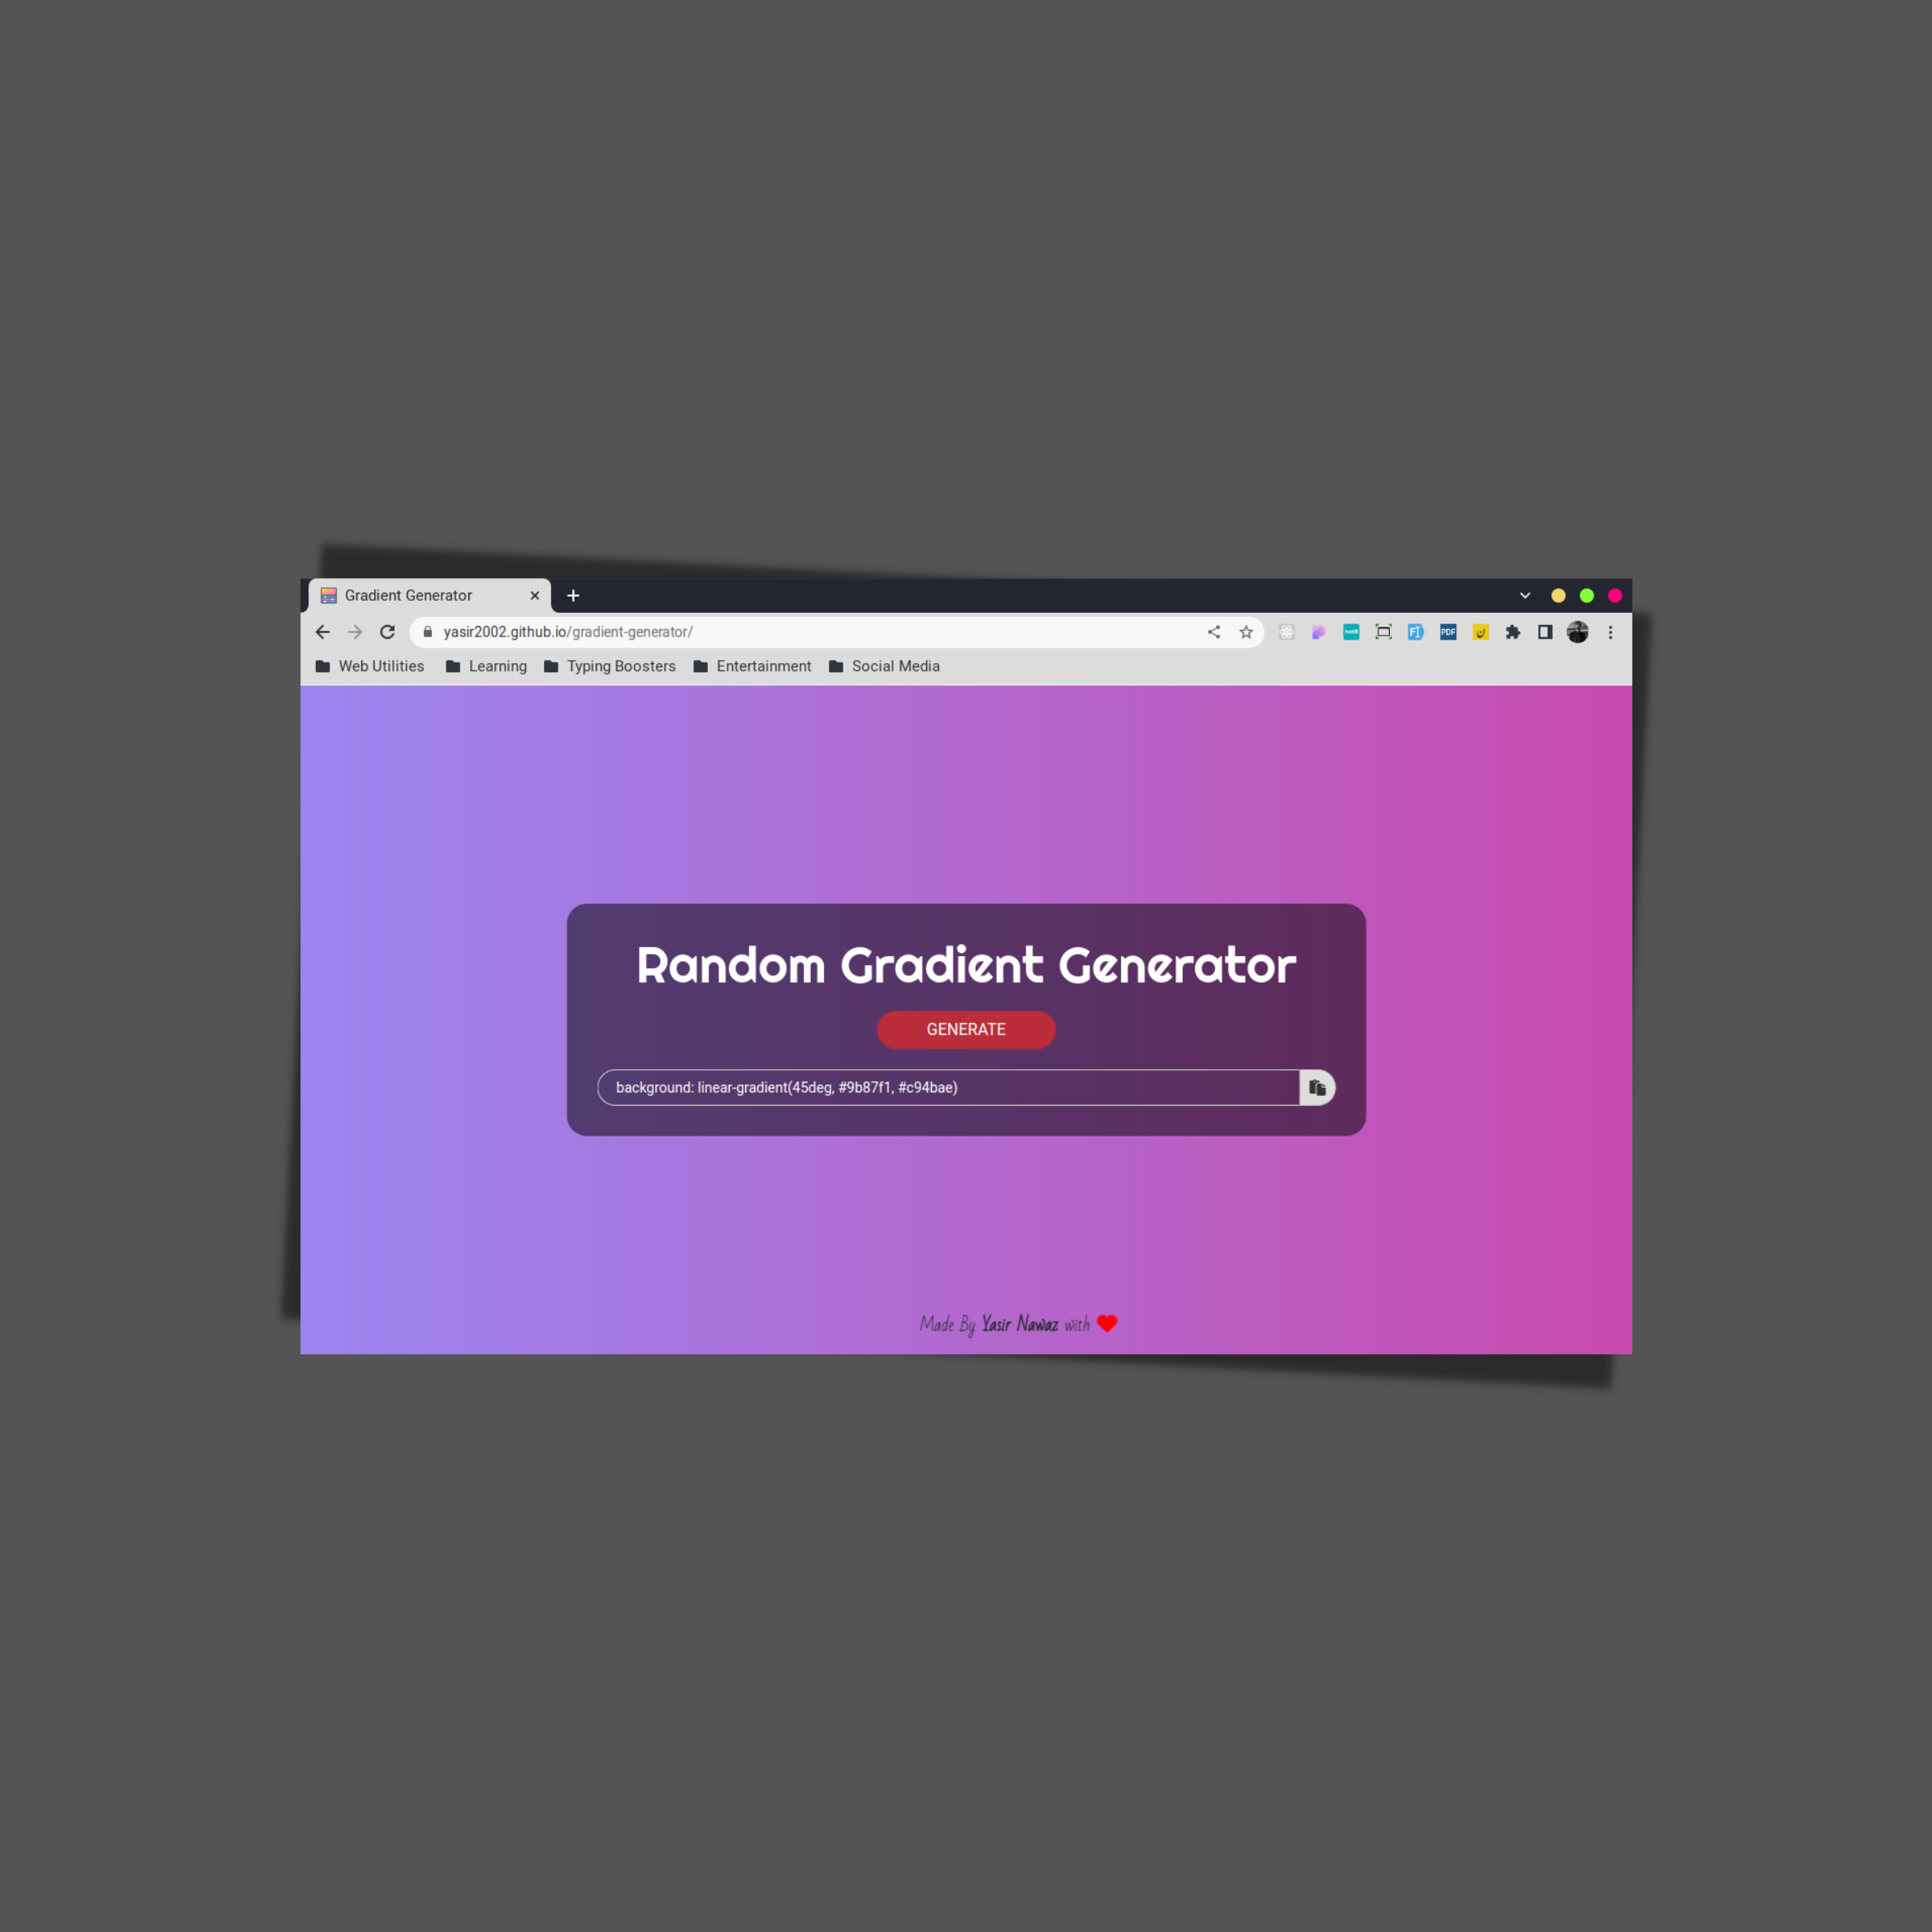 Gradient Generator
yasir2002.github.io/gradient-generator/
PDF
Web Utilities Learning Typing Boosters Entertainment Social Media
Random Gradient Generator
GENERATE
background: linear-gradient(45deg, #9b87f1, #c94bae)
Made By Yasir Nawaz with